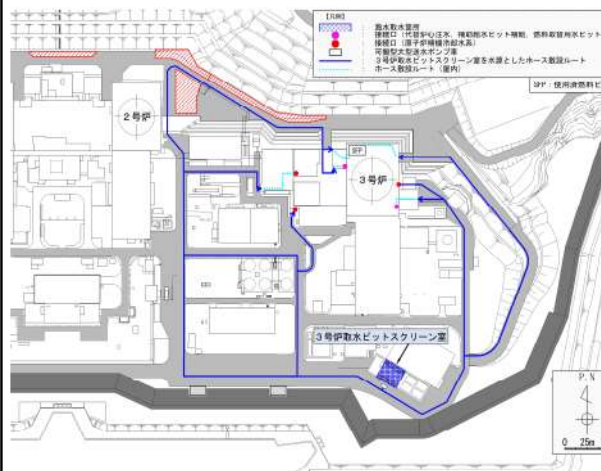 【凡例】
海水取水箇所
接続口(代替炉心注水、補助給水ピット補給、燃料取替用水ピット
接続口(原子炉補機冷却水系)
可搬型大型送水ポンプ車
3号炉取水ピットスクリーン室を水源としたホース敷設ルート
ホース敷設ルート(屋内)
SFP:使用済燃料ピ
2号炉
SFP
3号炉
3号炉取水ピットスクリーン室
P.N
0 25m